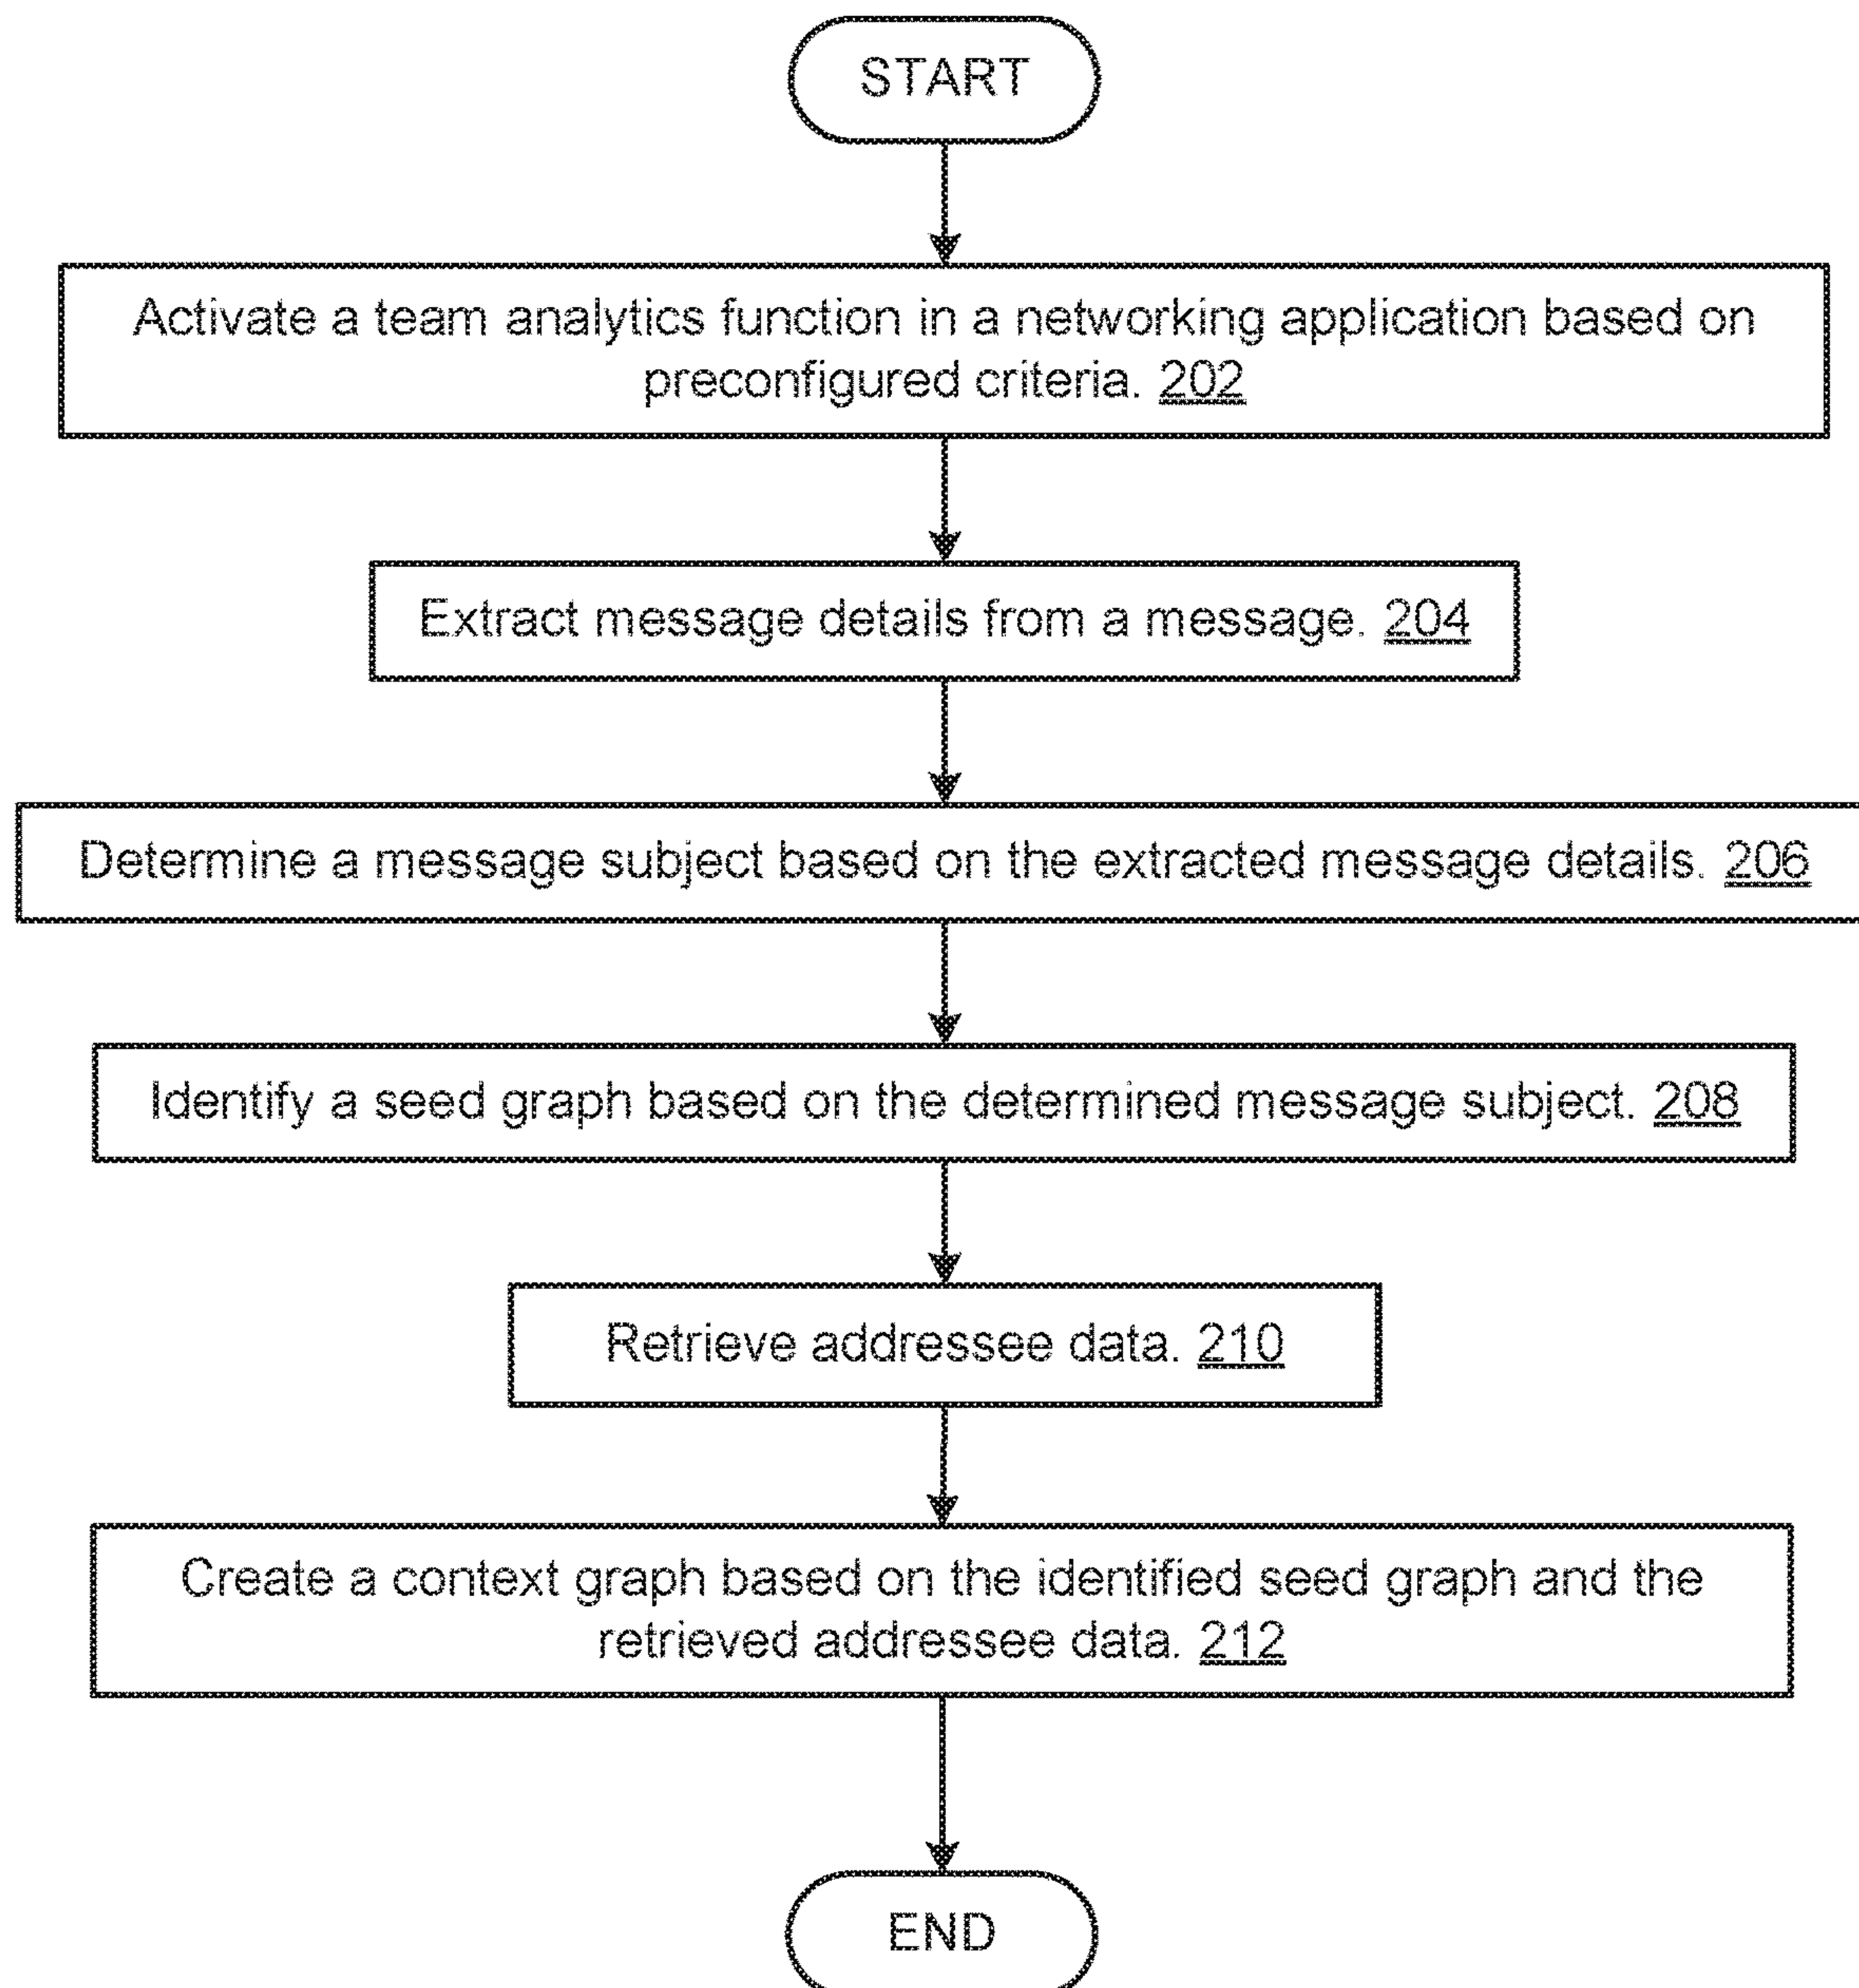 START
Activate a team analytics function in a networking application based on
preconfigured criteria. 202
Extract message details from a message. 204
Determine a message subject based on the extracted message details. 206
Identify a seed graph based on the determined message subject. 208
Retrieve addressee data. 210
Create a context graph based on the identified seed graph and the
retrieved addressee data. 212
END